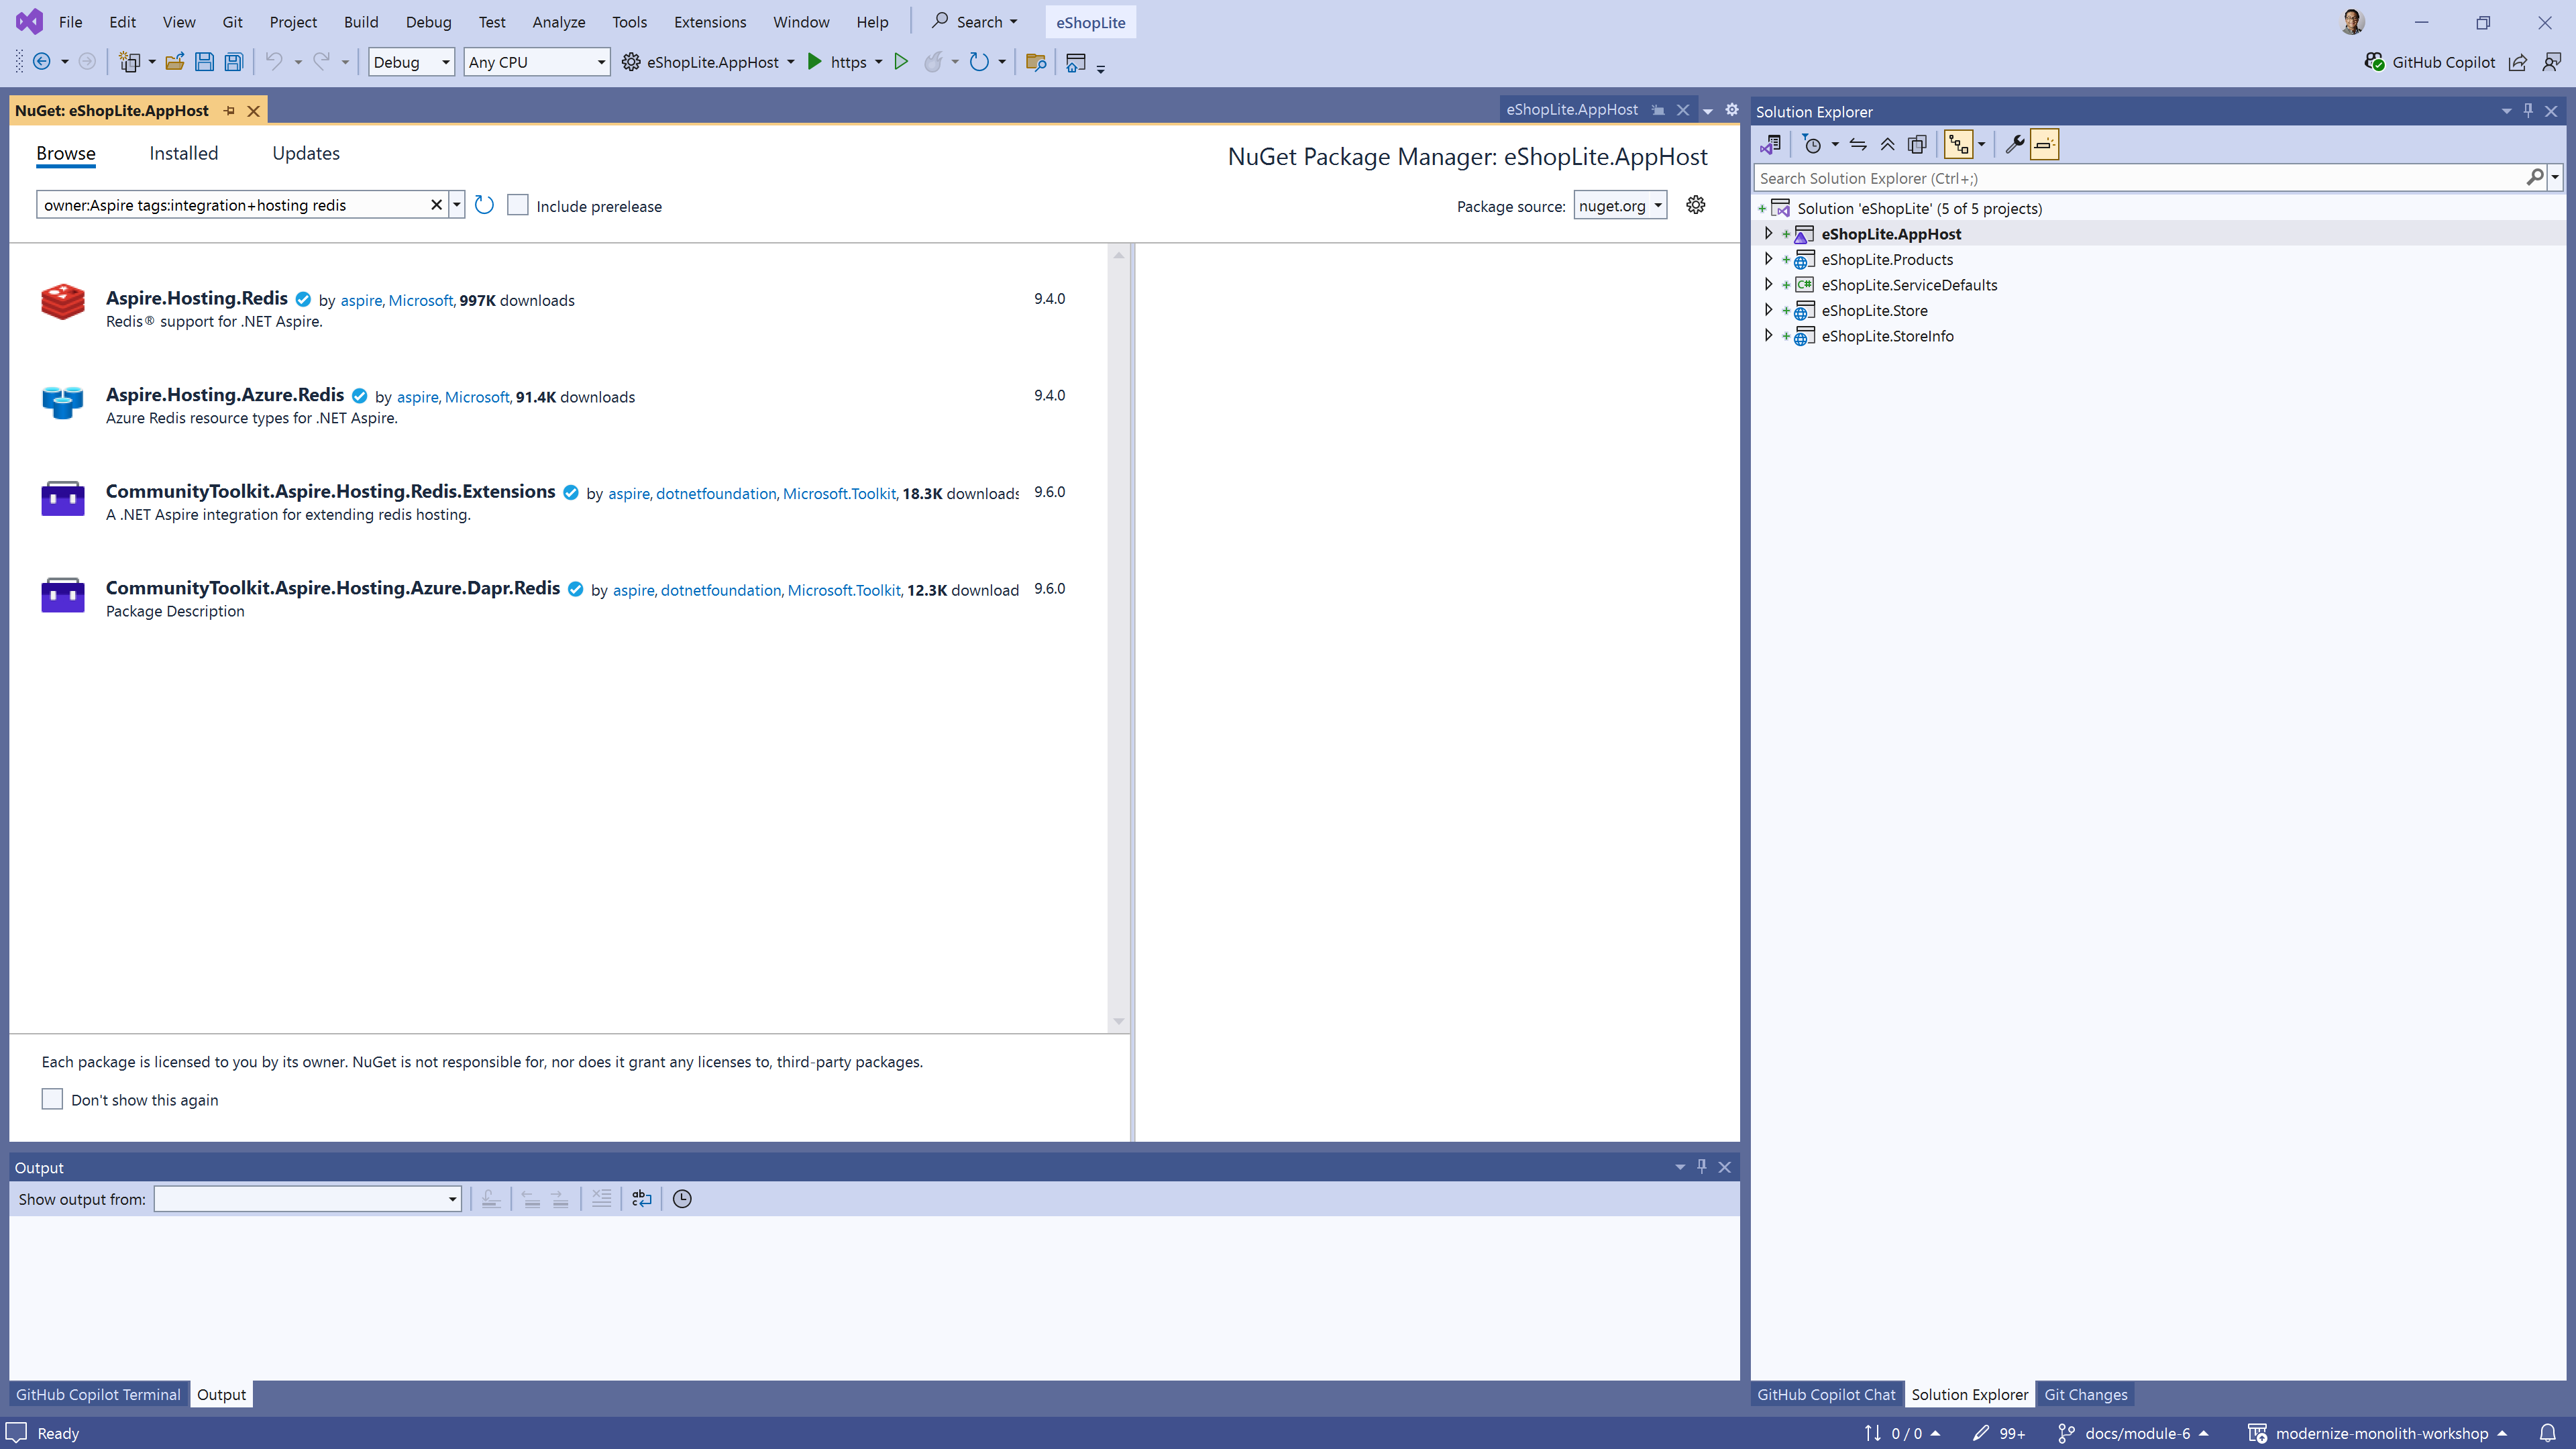 File Edit View Git Project Build Debug Test Analyze Tools Extensions Window Help Search eShopLite
Debug Any CPU eShopLite.AppHost https GitHub Copilot
NuGet: eShopLite.AppHost eShopLite.AppHost
Browse Installed Updates NuGet Package Manager: eShopLite.AppHost
owner:Aspire tags:integration+hosting redis Include prerelease Package source: nuget.org
Aspire.Hosting.Redis by aspire, Microsoft, 997K downloads 9.4.0
Redis® support for .NET Aspire.
Aspire.Hosting.Azure.Redis by aspire, Microsoft, 91.4K downloads 9.4.0
Azure Redis resource types for .NET Aspire.
CommunityToolkit.Aspire.Hosting.Redis.Extensions by aspire, dotnetfoundation, Microsoft.Toolkit, 18.3K downloads 9.6.0
A .NET Aspire integration for extending redis hosting.
CommunityToolkit.Aspire.Hosting.Azure.Dapr.Redis by aspire, dotnetfoundation, Microsoft.Toolkit, 12.3K download 9.6.0
Package Description
Each package is licensed to you by its owner. NuGet is not responsible for, nor does it grant any licenses to, third-party packages.
Don't show this again
Output
Show output from:
GitHub Copilot Terminal Output
Solution Explorer
Search Solution Explorer (Ctrl+;)
Solution 'eShopLite' (5 of 5 projects)
eShopLite.AppHost
eShopLite.Products
C# eShopLite.ServiceDefaults
eShopLite.Store
eShopLite.StoreInfo
GitHub Copilot Chat Solution Explorer Git Changes
Ready 0 / 0 99+ docs/module-6 modernize-monolith-workshop